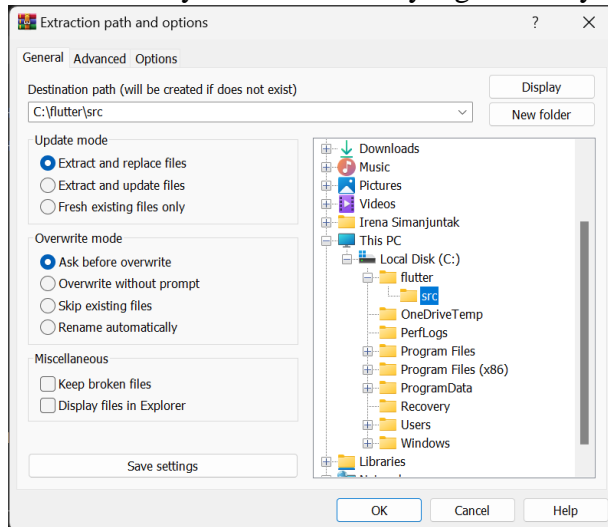 Extraction path and options
?
General Advanced Options
Destination path (will be created if does not exist)
Display
C:\flutter\src
New folder
Update mode
Extract and replace files
Extract and update files
Fresh existing files only
Overwrite mode
Ask before overwrite
Overwrite without prompt
Skip existing files
Rename automatically
Miscellaneous
Keep broken files
Display files in Explorer
Save settings
Downloads
Music
Pictures
Videos
Irena Simanjuntak
This PC
Local Disk (C:)
flutter
src
OneDriveTemp
PerfLogs
Program Files
Program Files (x86)
ProgramData
Recovery
Users
Windows
Libraries
OK
Cancel
Help